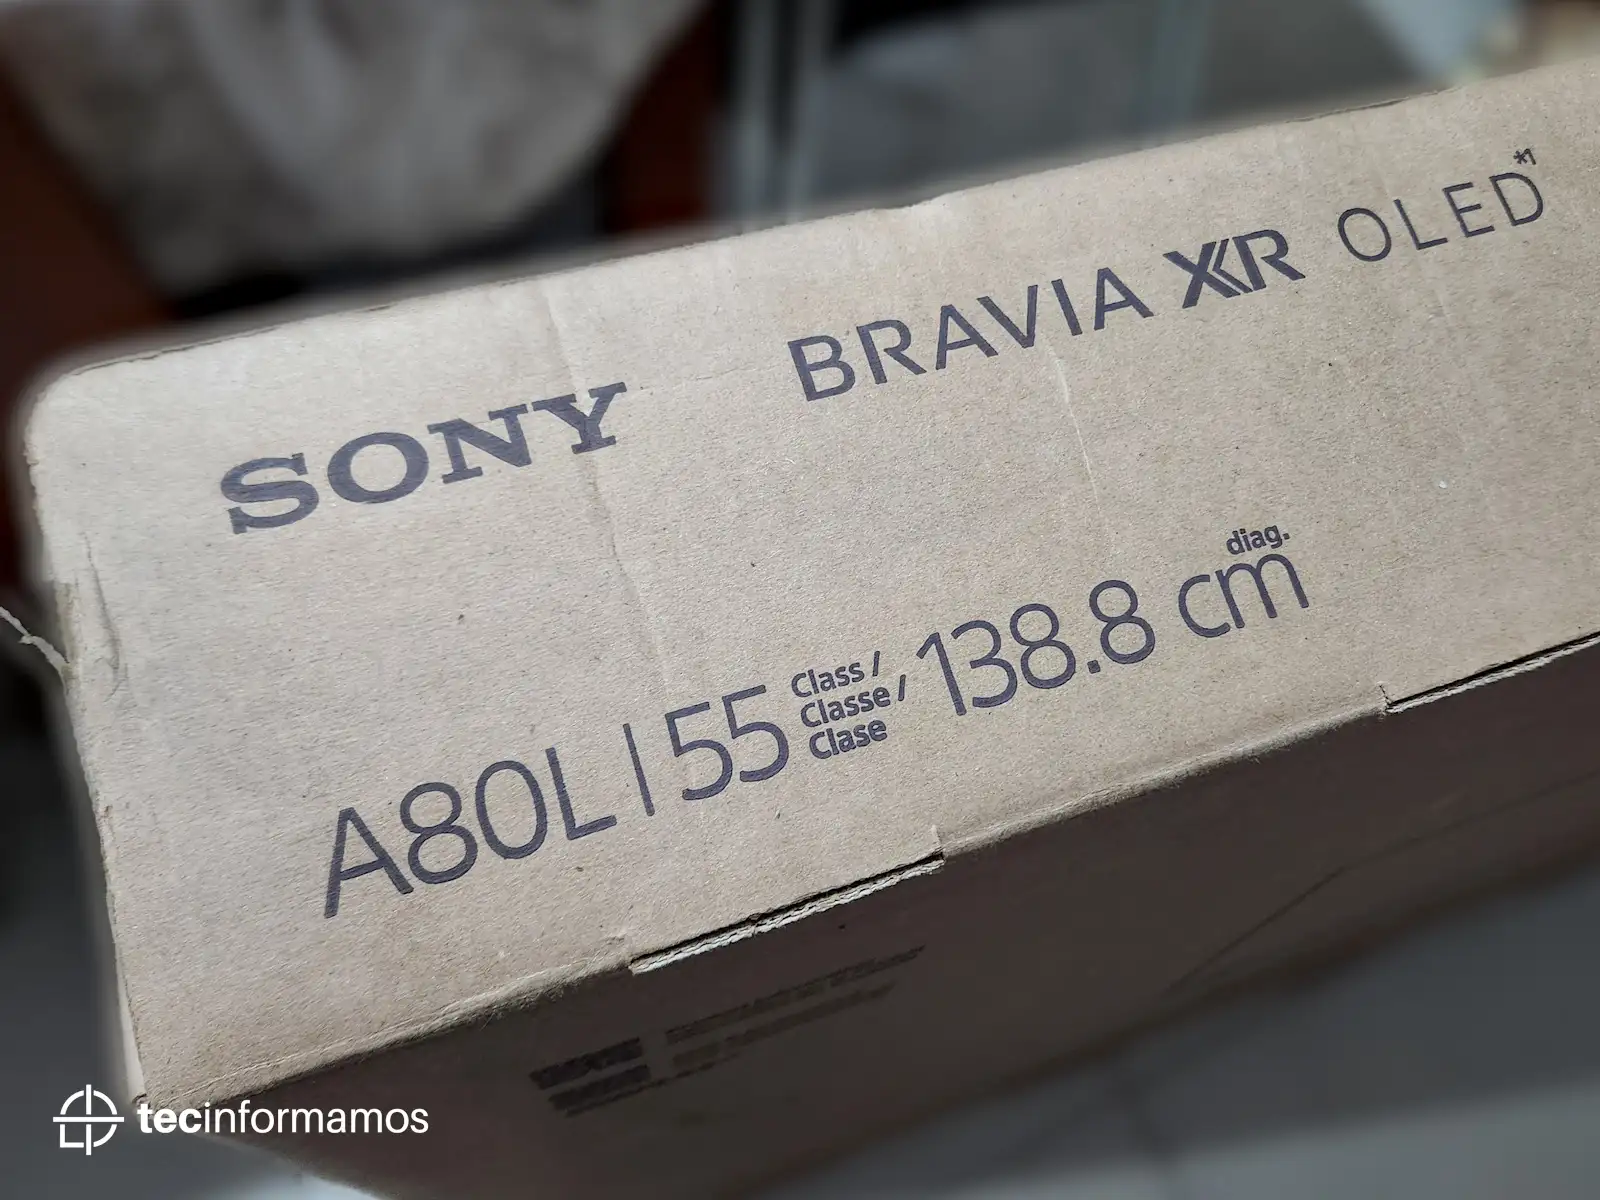 SONY BRAVIA XR OLED*1
A80L | 55 Class / Classe / Clase 138.8 cm diag.
tecinformamos